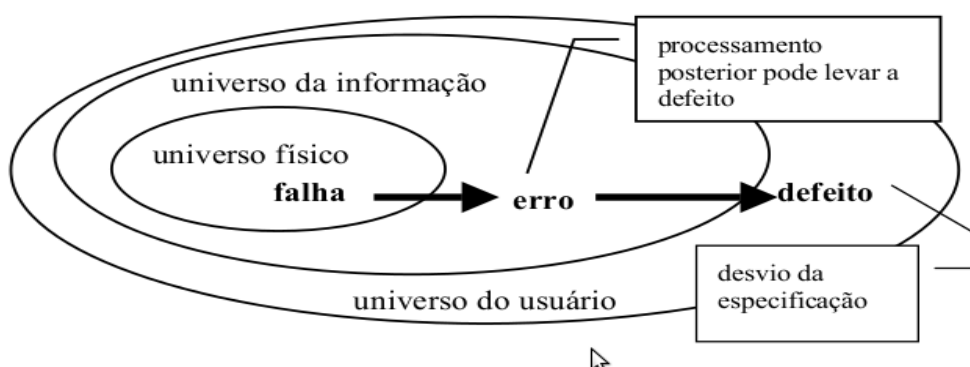 processamento
posterior pode levar a
defeito
universo da informação
universo físico
falha
erro
defeito
desvio da
especificação
universo do usuário